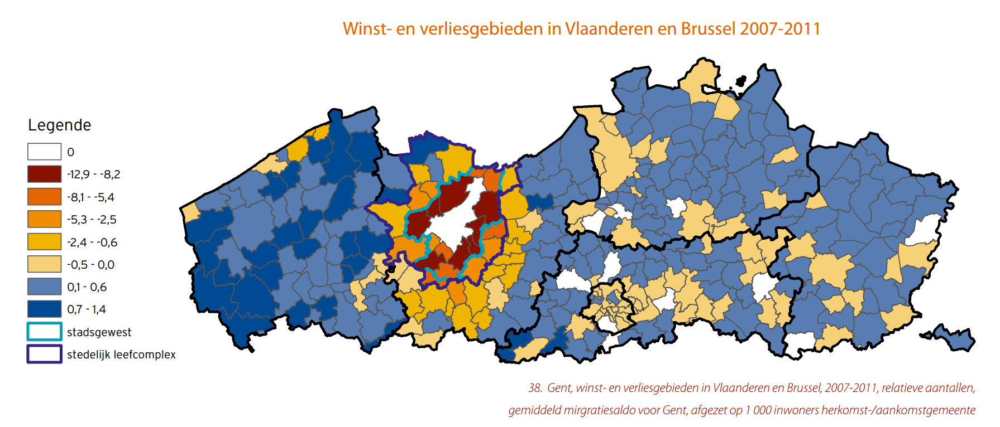 Winst- en verliesgebieden in Vlaanderen en Brussel 2007-2011
Legende
0
-12,9 - -8,2
-8,1 - -5,4
-5,3 - -2,5
-2,4 - -0,6
-0,5 - 0,0
0,1 - 0,6
0,7 - 1,4
stadsgewest
stedelijk leefcomplex
38. Gent, winst- en verliesgebieden in Vlaanderen en Brussel, 2007-2011, relatieve aantallen,
gemiddeld mirgratiesaldo voor Gent, afgezet op 1 000 inwoners herkomst-/aankomstgemeente